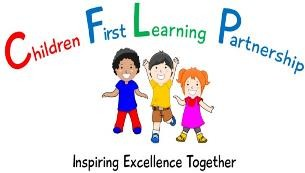 Children First Learning Partnership
Inspiring Excellence Together